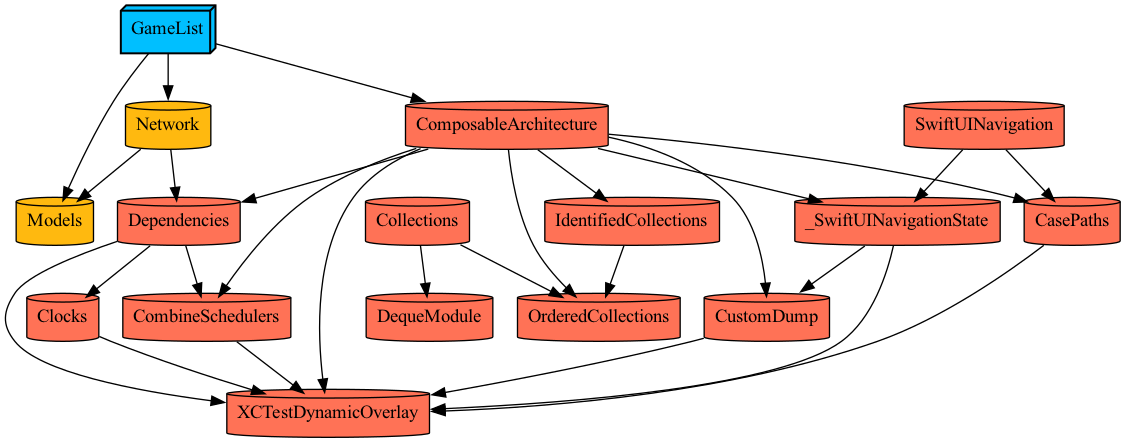 GameList
Network
ComposableArchitecture
SwiftUINavigation
Models
Dependencies
Collections
IdentifiedCollections
_SwiftUINavigationState
CasePaths
Clocks
CombineSchedulers
DequeModule
OrderedCollections
CustomDump
XCTestDynamicOverlay